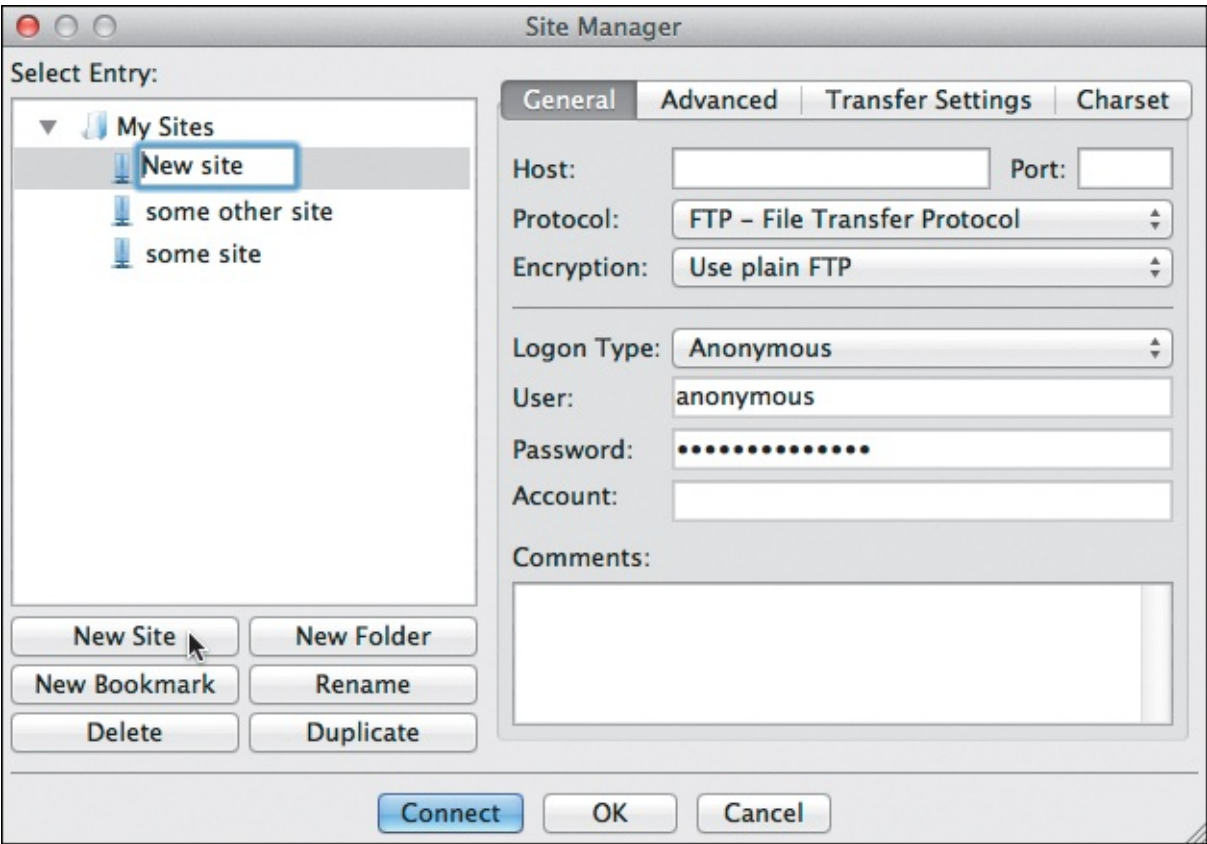 Site Manager
Select Entry:
My Sites
New site
some other site
some site
New Site
New Folder
New Bookmark
Rename
Delete
Duplicate
General
Advanced
Transfer Settings
Charset
Host:
Port:
Protocol:
FTP – File Transfer Protocol
Encryption:
Use plain FTP
Logon Type:
Anonymous
User:
anonymous
Password:
••••••••••••••
Account:
Comments:
Connect
OK
Cancel